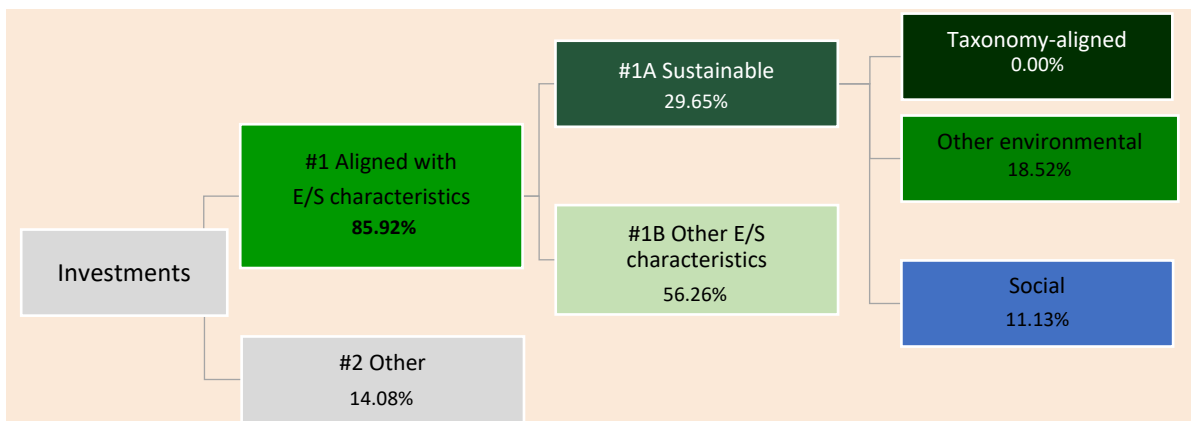 Investments
#1 Aligned with
E/S characteristics
85.92%
#2 Other
14.08%
#1A Sustainable
29.65%
#1B Other E/S
characteristics
56.26%
Taxonomy-aligned
0.00%
Other environmental
18.52%
Social
11.13%